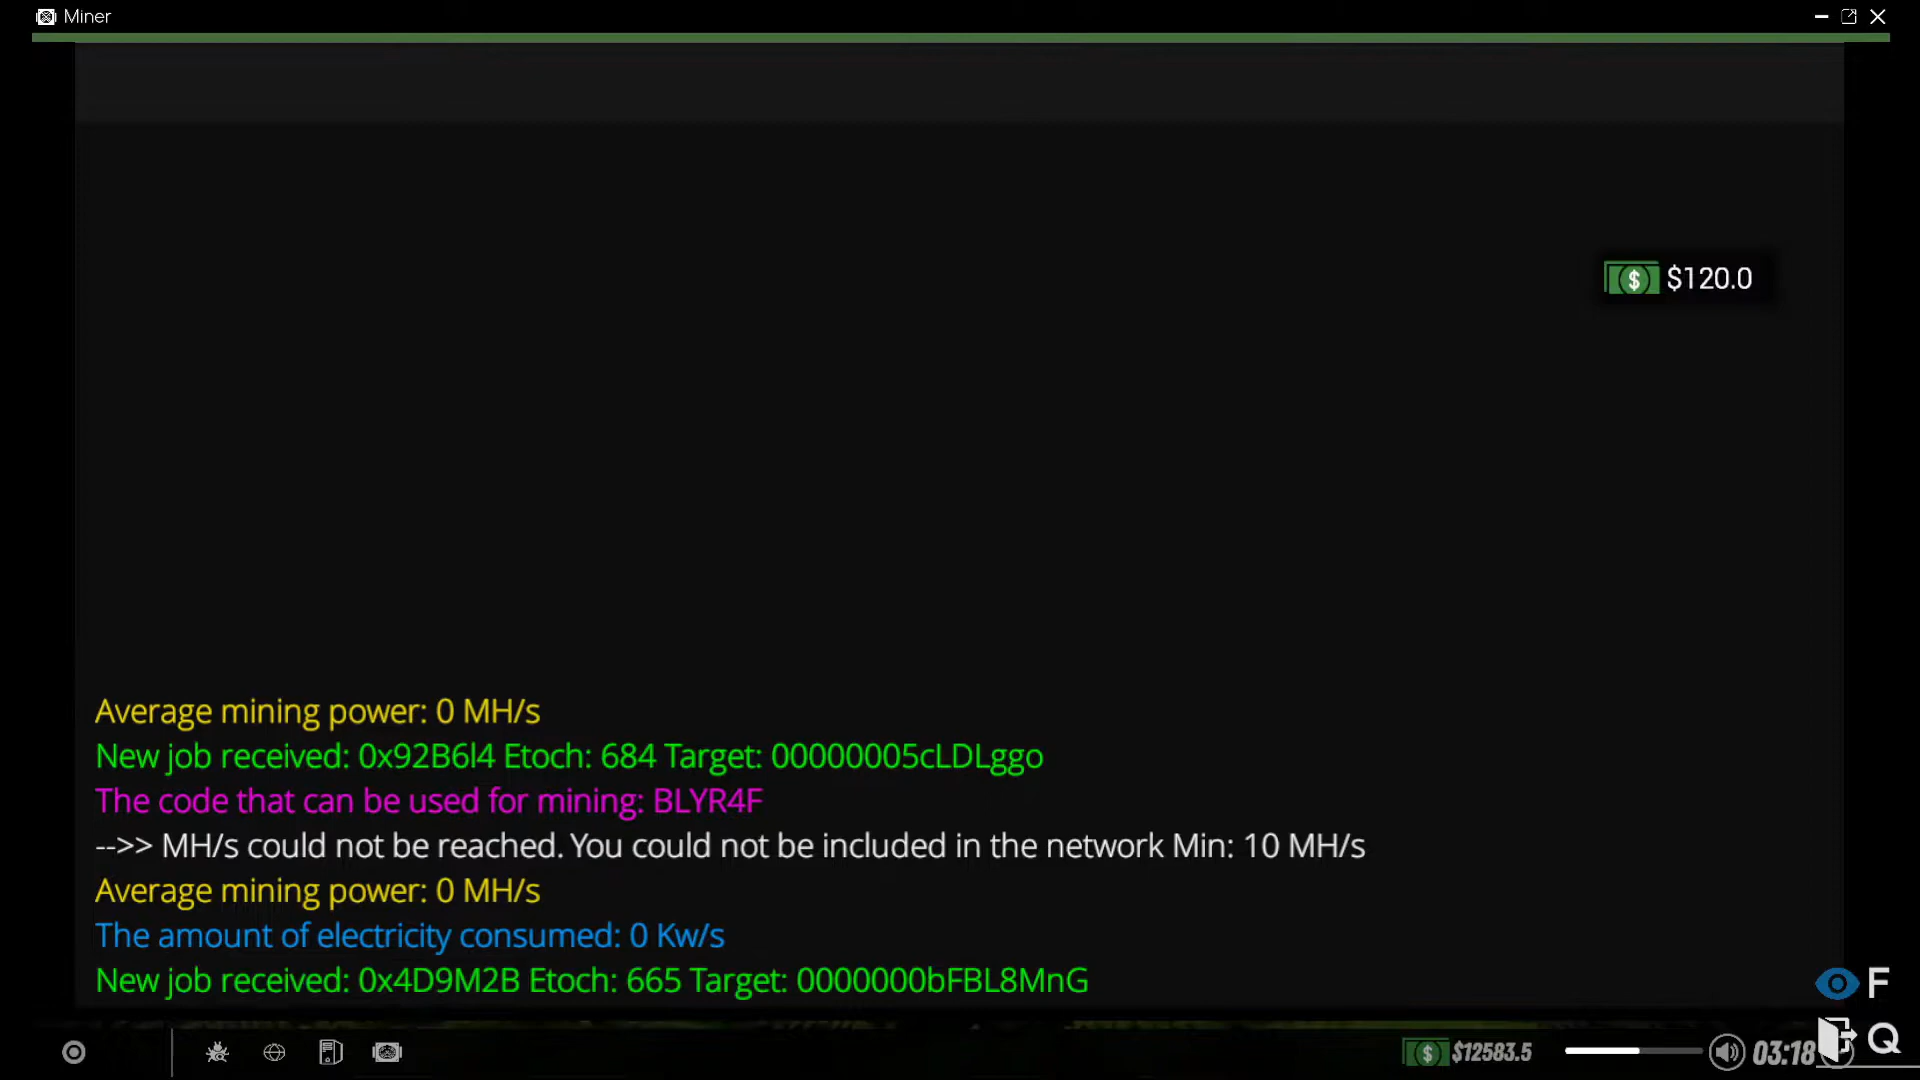 Miner
$120.0
Average mining power: 0 MH/s
New job received: 0x92B6l4 Etoch: 684 Target: 00000005cLDLggo
The code that can be used for mining: BLYR4F
-->> MH/s could not be reached. You could not be included in the network Min: 10 MH/s
Average mining power: 0 MH/s
The amount of electricity consumed: 0 Kw/s
New job received: 0x4D9M2B Etoch: 665 Target: 0000000bFBL8MnG
F
$12583.5
03:18
Q